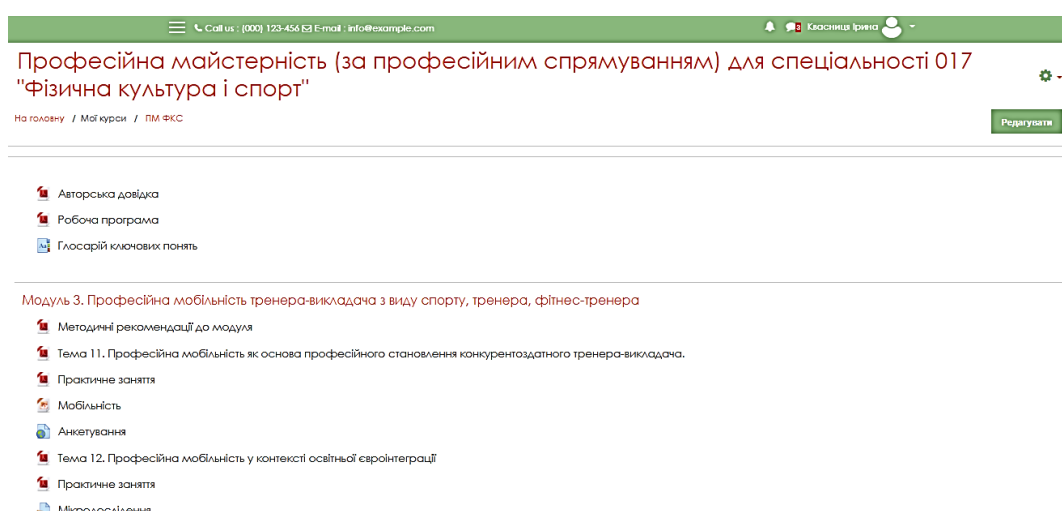 Call us : (000) 123-456 E-mail : info@example.com
Квасниця Ірина
Професійна майстерність (за професійним спрямуванням) для спеціальності 017
"Фізична культура і спорт"
На головну / Мої курси / ПМ ФКС
Редагувати
Авторська довідка
Робоча програма
Глосарій ключових понять
Модуль 3. Професійна мобільність тренера-викладача з виду спорту, тренера, фітнес-тренера
Методичні рекомендації до модуля
Тема 11. Професійна мобільність як основа професійного становлення конкурентоздатного тренера-викладача.
Практичне заняття
Мобільність
Анкетування
Тема 12. Професійна мобільність у контексті освітньої євроінтеграції
Практичне заняття
Мікродослідення